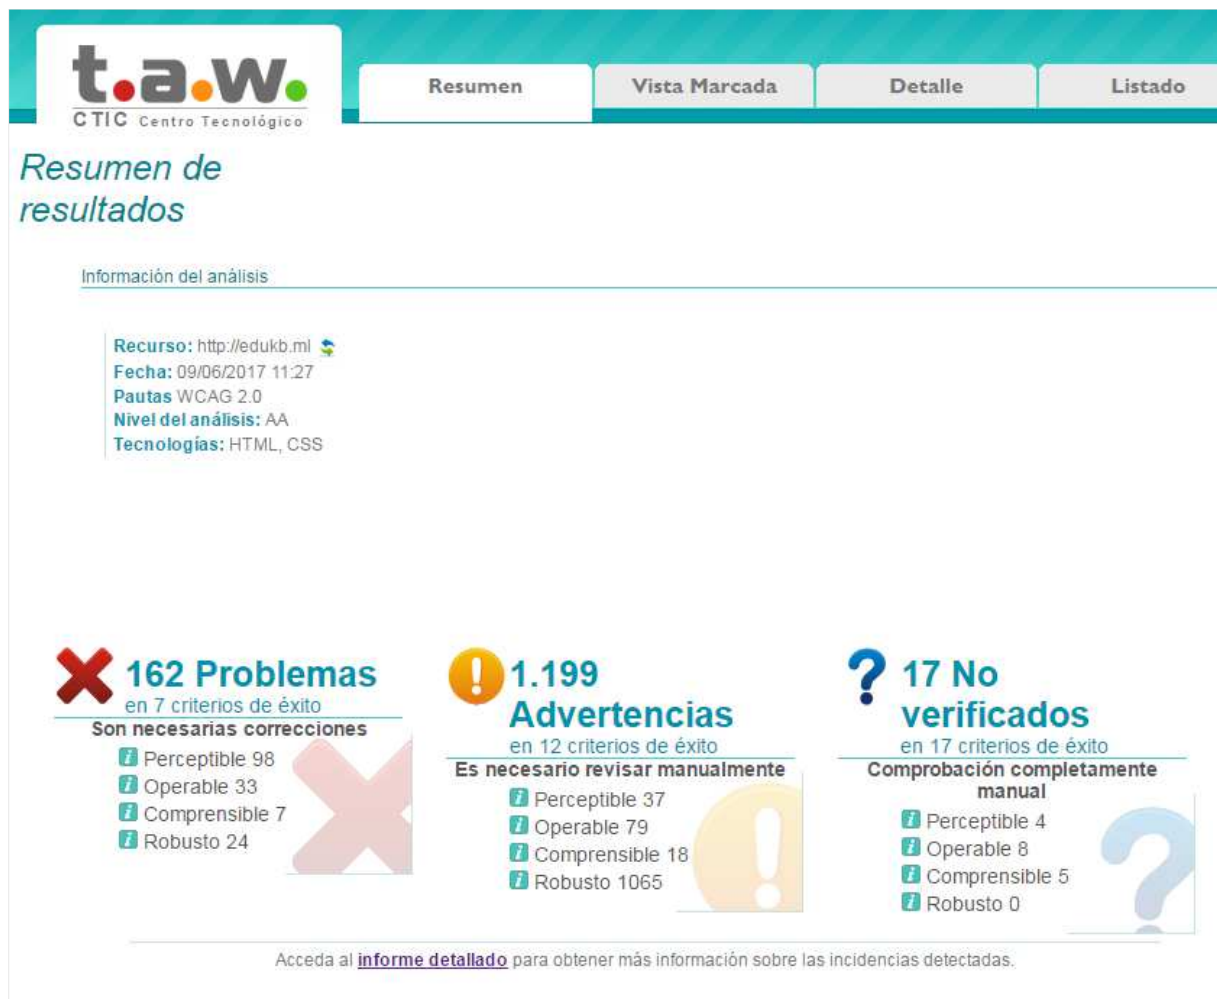 t.a.w.
CTIC Centro Tecnológico
Resumen
Vista Marcada
Detalle
Listado
Resumen de
resultados
Información del análisis
Recurso: http://edukb.ml
Fecha: 09/06/2017 11:27
Pautas WCAG 2.0
Nivel del análisis: AA
Tecnologías: HTML, CSS
162 Problemas
en 7 criterios de éxito
Son necesarias correcciones
Perceptible 98
Operable 33
Comprensible 7
Robusto 24
1.199
Advertencias
en 12 criterios de éxito
Es necesario revisar manualmente
Perceptible 37
Operable 79
Comprensible 18
Robusto 1065
17 No
verificados
en 17 criterios de éxito
Comprobación completamente
manual
Perceptible 4
Operable 8
Comprensible 5
Robusto 0
Acceda al informe detallado para obtener más información sobre las incidencias detectadas.